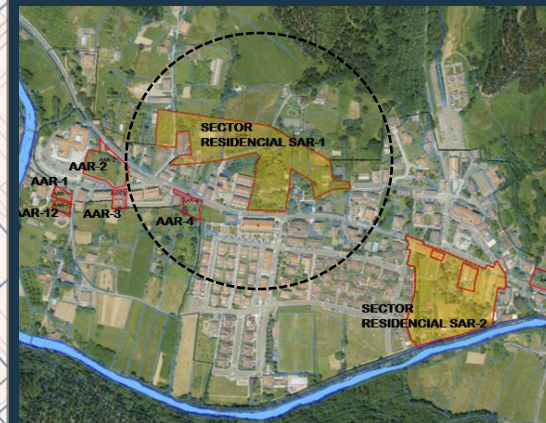 SECTOR
RESIDENCIAL SAR-1
AAR-2
AAR-1
AAR-12
AAR-3
AAR-4
SECTOR
RESIDENCIAL SAR-2